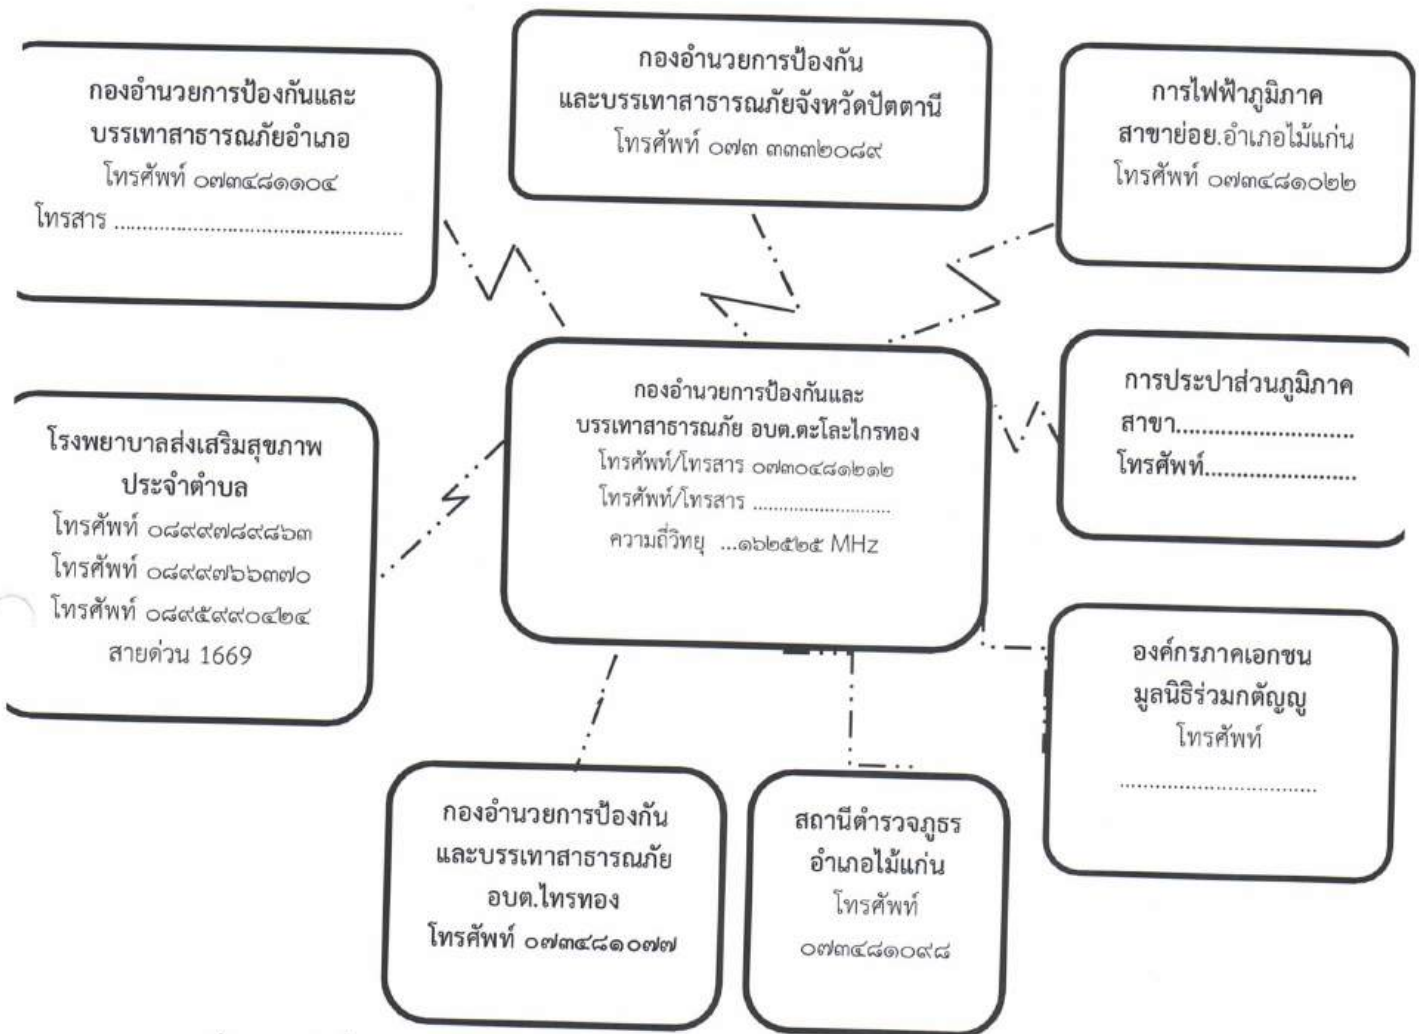 กองอำนวยการป้องกันและ
บรรเทาสาธารณภัยอำเภอ
โทรศัพท์ ๐๗๓๔๘๑๑๐๔
โทรสาร ................................................
กองอำนวยการป้องกัน
และบรรเทาสาธารณภัยจังหวัดปัตตานี
โทรศัพท์ ๐๗๓ ๓๓๓๒๐๘๙
การไฟฟ้าภูมิภาค
สาขาย่อย.อำเภอไม้แก่น
โทรศัพท์ ๐๗๓๔๘๑๐๒๒
โรงพยาบาลส่งเสริมสุขภาพ
ประจำตำบล
โทรศัพท์ ๐๘๙๙๗๘๙๘๖๓
โทรศัพท์ ๐๘๙๙๗๖๖๓๗๐
โทรศัพท์ ๐๘๙๕๙๙๐๔๒๔
สายด่วน 1669
กองอำนวยการป้องกันและ
บรรเทาสาธารณภัย อบต.ตะโละไกรทอง
โทรศัพท์/โทรสาร ๐๗๓๐๔๘๑๒๑๒
โทรศัพท์/โทรสาร ..........................
ความถี่วิทยุ ...๑๖๒๕๒๕ MHz
การประปาส่วนภูมิภาค
สาขา..........................
โทรศัพท์......................
องค์กรภาคเอกชน
มูลนิธิร่วมกตัญญู
โทรศัพท์
................................
กองอำนวยการป้องกัน
และบรรเทาสาธารณภัย
อบต.ไทรทอง
โทรศัพท์ ๐๗๓๔๘๑๐๗๗
สถานีตำรวจภูธร
อำเภอไม้แก่น
โทรศัพท์
๐๗๓๔๘๑๐๙๘